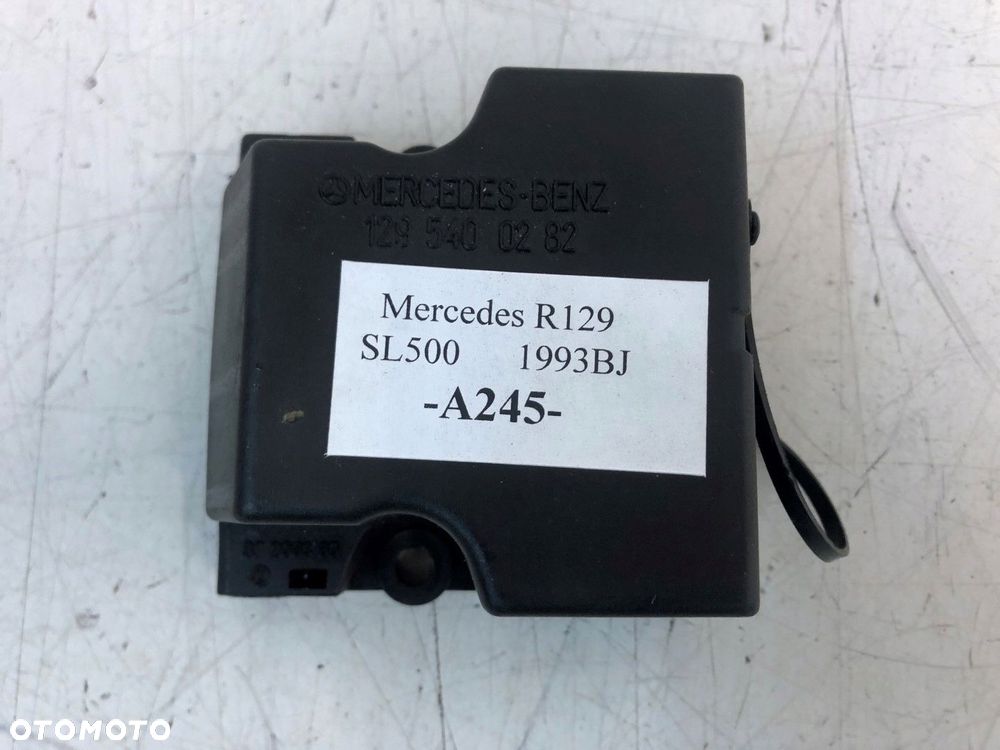 MERCEDES-BENZ
129 540 02 82
Mercedes R129
SL500 1993BJ
-A245-
OTOMOTO